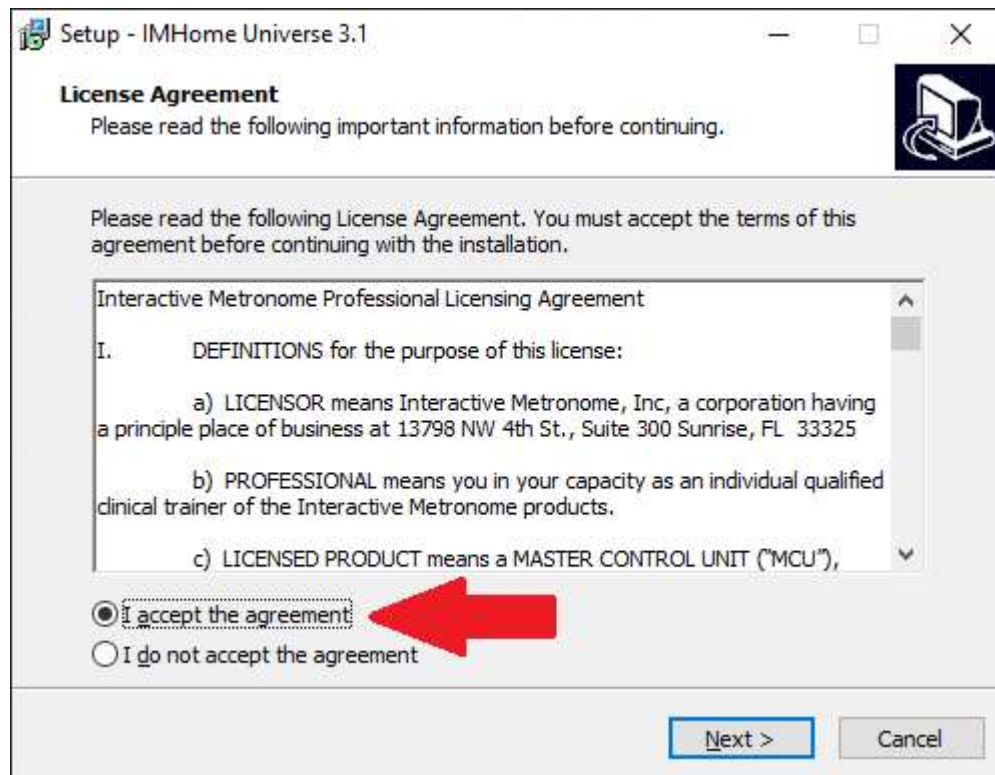 Setup - IMHome Universe 3.1
License Agreement
Please read the following important information before continuing.
Please read the following License Agreement. You must accept the terms of this
agreement before continuing with the installation.
Interactive Metronome Professional Licensing Agreement
I. DEFINITIONS for the purpose of this license:
a) LICENSOR means Interactive Metronome, Inc, a corporation having
a principle place of business at 13798 NW 4th St., Suite 300 Sunrise, FL 33325
b) PROFESSIONAL means you in your capacity as an individual qualified
clinical trainer of the Interactive Metronome products.
c) LICENSED PRODUCT means a MASTER CONTROL UNIT ("MCU"),
I accept the agreement
I do not accept the agreement
Next >
Cancel